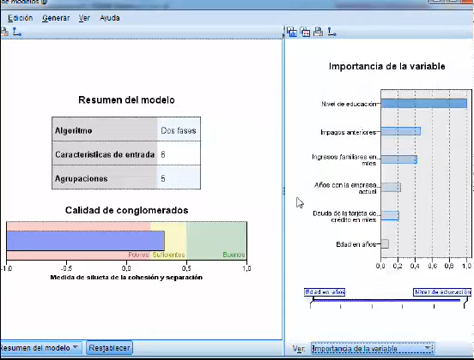 de modelos
Edición Generar Ver Ayuda
Resumen del modelo
Algoritmo Dos fases
Características de entrada 6
Agrupaciones 5
Calidad de conglomerados
Pobres Suficientes Buenos
-1,0 -0,5 0,0 0,5 1,0
Medida de silueta de la cohesión y separación
Resumen del modelo Restablecer
Importancia de la variable
Nivel de educación
Impagos anteriores
Ingresos familiares en
miles
Años con la empresa
actual
Deuda de la tarjeta de
crédito en miles
Edad en años
0,0 0,2 0,4 0,6 0,8 1,0
Edad en años Nivel de educación
Ver: Importancia de la variable